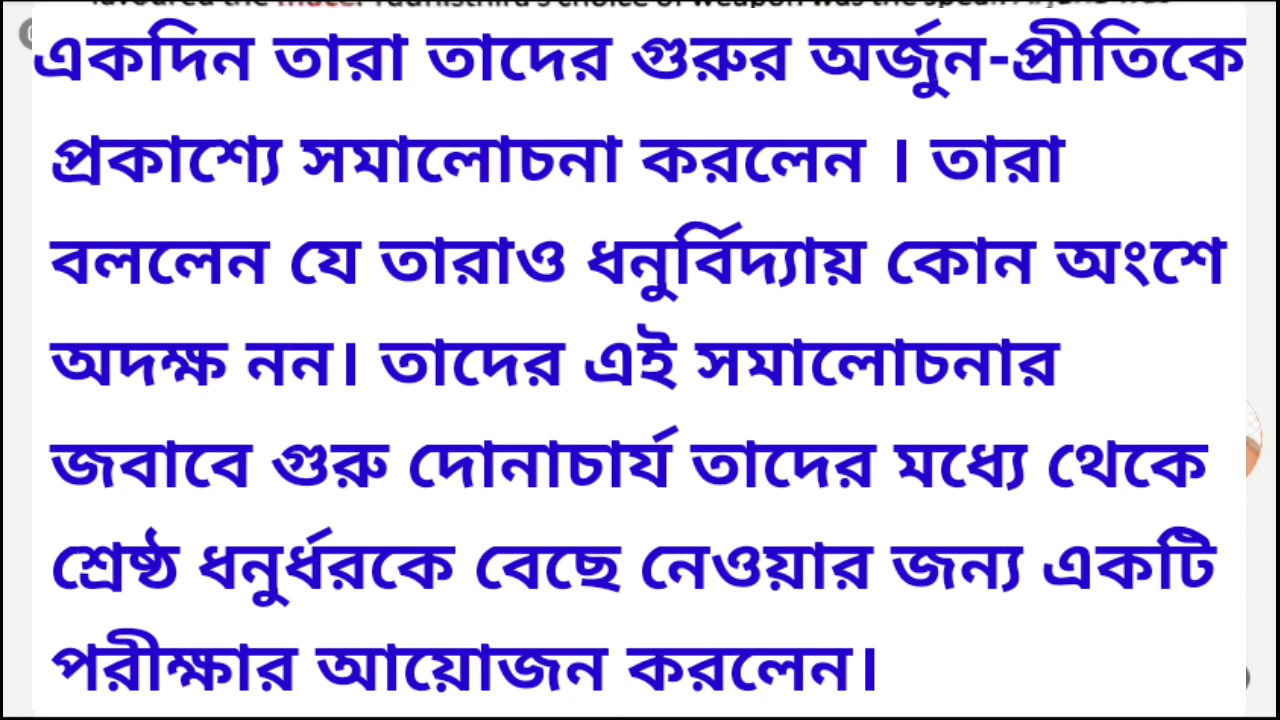 একদিন তারা তাদের গুরুর অর্জুন-প্রীতিকে
প্রকাশ্যে সমালোচনা করলেন । তারা
বললেন যে তারাও ধনুর্বিদ্যায় কোন অংশে
অদক্ষ নন। তাদের এই সমালোচনার
জবাবে গুরু দোনাচার্য তাদের মধ্যে থেকে
শ্রেষ্ঠ ধনুর্ধরকে বেছে নেওয়ার জন্য একটি
পরীক্ষার আয়োজন করলেন।